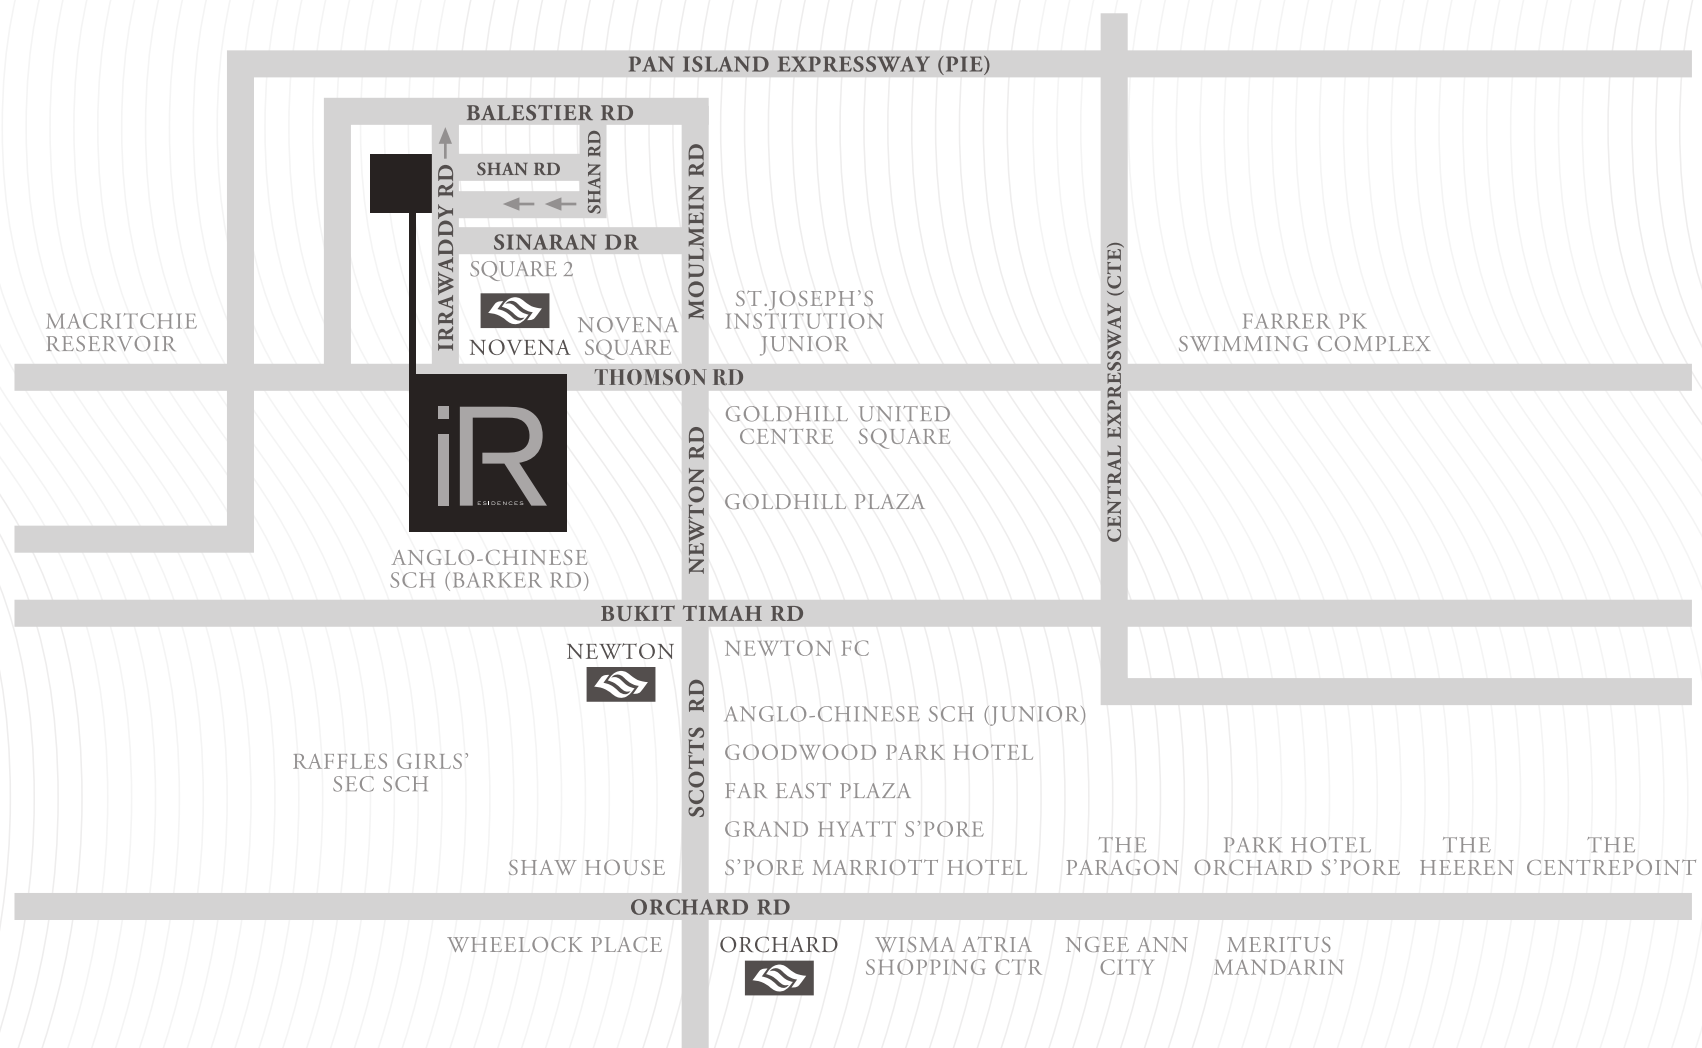 PAN ISLAND EXPRESSWAY (PIE)
BALESTIER RD
SHAN RD
SHAN RD
IRRAWADDY RD
MOULMEIN RD
SINARAN DR
SQUARE 2
NOVENA
NOVENA
SQUARE
ST.JOSEPH'S
INSTITUTION
JUNIOR
MACRITCHIE
RESERVOIR
CENTRAL EXPRESSWAY (CTE)
FARRER PK
SWIMMING COMPLEX
THOMSON RD
iR
ESIDENCES
NEWTON RD
GOLDHILL
CENTRE
UNITED
SQUARE
GOLDHILL PLAZA
ANGLO-CHINESE
SCH (BARKER RD)
BUKIT TIMAH RD
NEWTON
NEWTON FC
SCOTTS RD
ANGLO-CHINESE SCH (JUNIOR)
GOODWOOD PARK HOTEL
FAR EAST PLAZA
GRAND HYATT S'PORE
S'PORE MARRIOTT HOTEL
RAFFLES GIRLS'
SEC SCH
SHAW HOUSE
THE
PARAGON
PARK HOTEL
ORCHARD S'PORE
THE
HEEREN
THE
CENTREPOINT
ORCHARD RD
WHEELOCK PLACE
ORCHARD
WISMA ATRIA
SHOPPING CTR
NGEE ANN
CITY
MERITUS
MANDARIN